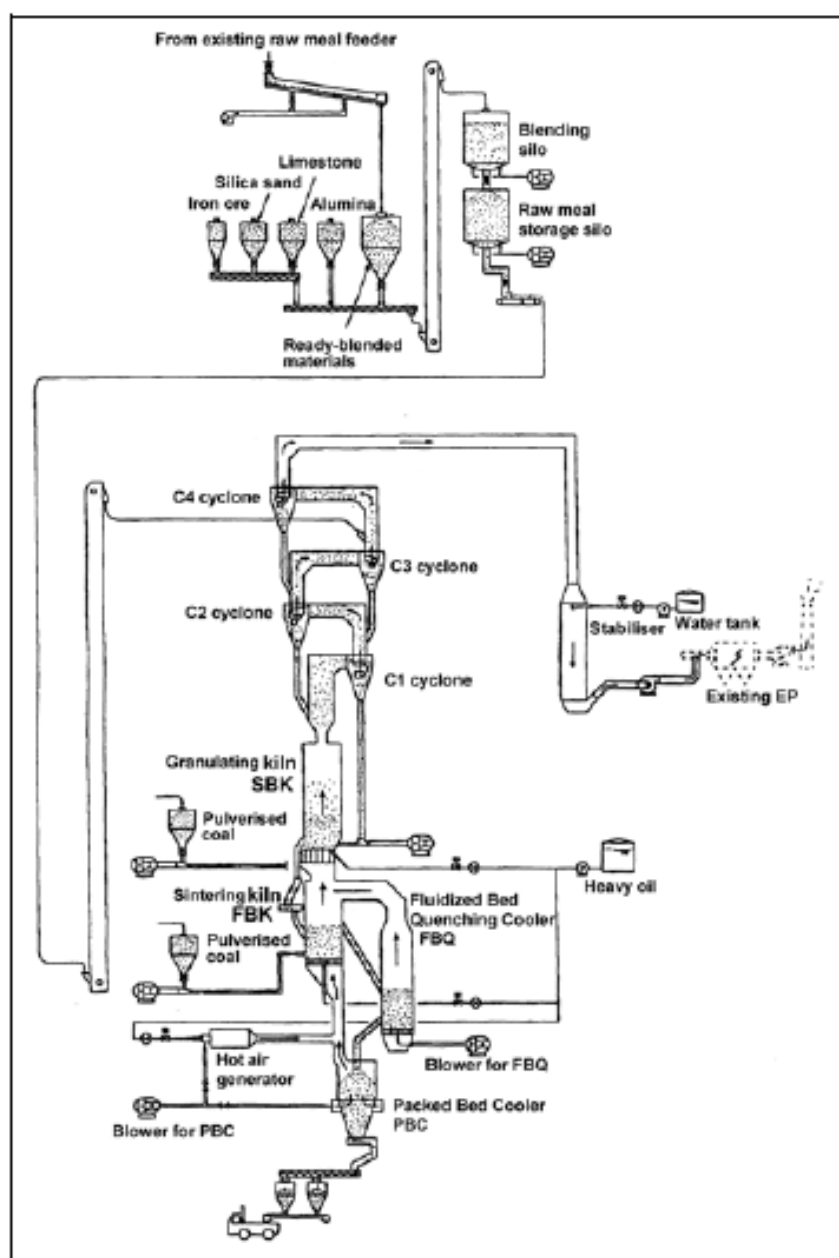 From existing raw meal feeder
Blending
silo
Limestone
Silica sand
Iron ore
Alumina
Raw meal
storage silo
Ready-blended
materials
C4 cyclone
C3 cyclone
C2 cyclone
Stabiliser
Water tank
C1 cyclone
Existing EP
Granulating kiln
SBK
Pulverised
coal
Heavy oil
Sintering kiln
FBK
Fluidized Bed
Quenching Cooler
FBQ
Pulverised
coal
Hot air
generator
Blower for FBQ
Packed Bed Cooler
PBC
Blower for PBC